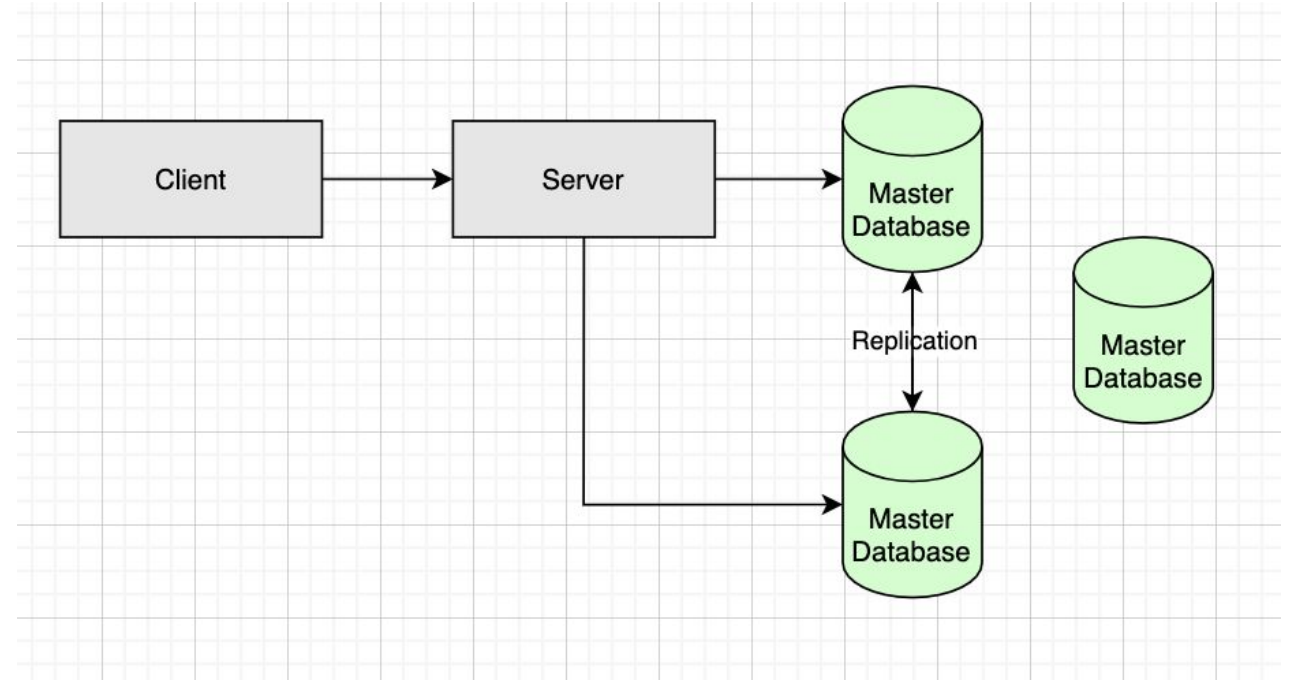 Client
Server
Master
Database
Replication
Master
Database
Master
Database